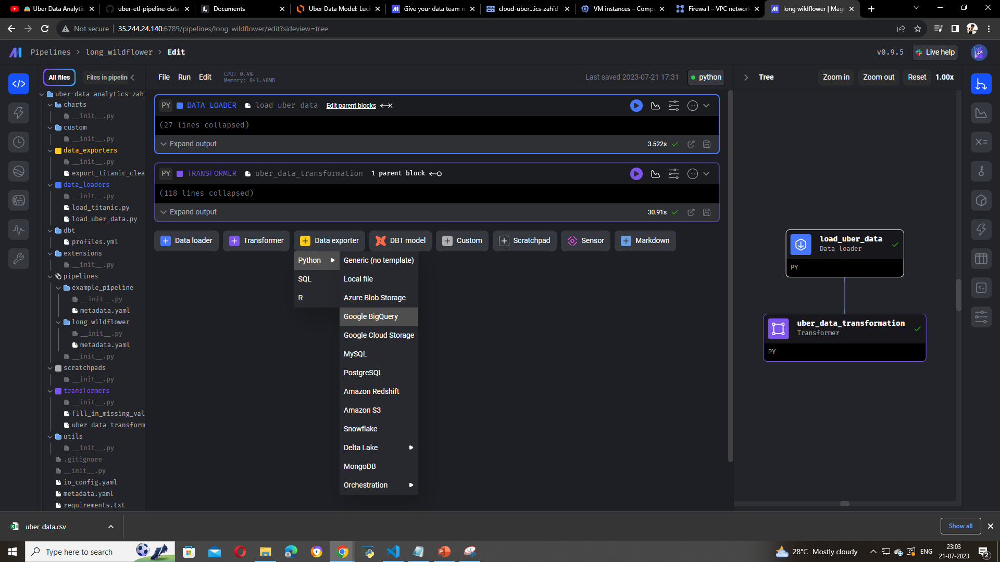 Uber Data Analytic
uber-etl-pipeline-data
Documents
Uber Data Model: Luci
Give your data team m
cloud-uber...ics-zahid
VM instances – Compu
Firewall – VPC network
long wildflower | Mage
Not secure
35.244.24.140:6789/pipelines/long_wildflower/edit?sideview=tree
Pipelines > long_wildflower > Edit
v0.9.5
Live help
All files
Files in pipelin
File Run Edit
CPU: 0.4%
Memory: 841.48MB
Last saved 2023-07-21 17:31
python
Tree
Zoom in
Zoom out
Reset
1.00x
uber-data-analytics-zahi
charts
__init__.py
custom
__init__.py
data_exporters
__init__.py
export_titanic_clea
data_loaders
__init__.py
load_titanic.py
load_uber_data.py
dbt
profiles.yml
extensions
__init__.py
pipelines
example_pipeline
__init__.py
metadata.yaml
long_wildflower
__init__.py
metadata.yaml
__init__.py
scratchpads
__init__.py
transformers
__init__.py
fill_in_missing_val
uber_data_transform
utils
__init__.py
.gitignore
__init__.py
io_config.yaml
metadata.yaml
requirements.txt
PY DATA LOADER load_uber_data Edit parent blocks
(27 lines collapsed)
Expand output
3.522s
PY TRANSFORMER uber_data_transformation 1 parent block
(118 lines collapsed)
Expand output
30.91s
Data loader
Transformer
Data exporter
DBT model
Custom
Scratchpad
Sensor
Markdown
Python
SQL
R
Generic (no template)
Local file
Azure Blob Storage
Google BigQuery
Google Cloud Storage
MySQL
PostgreSQL
Amazon Redshift
Amazon S3
Snowflake
Delta Lake
MongoDB
Orchestration
load_uber_data
Data loader
PY
uber_data_transformation
Transformer
PY
uber_data.csv
Show all
Type here to search
28°C Mostly cloudy
ENG
23:03
21-07-2023
2